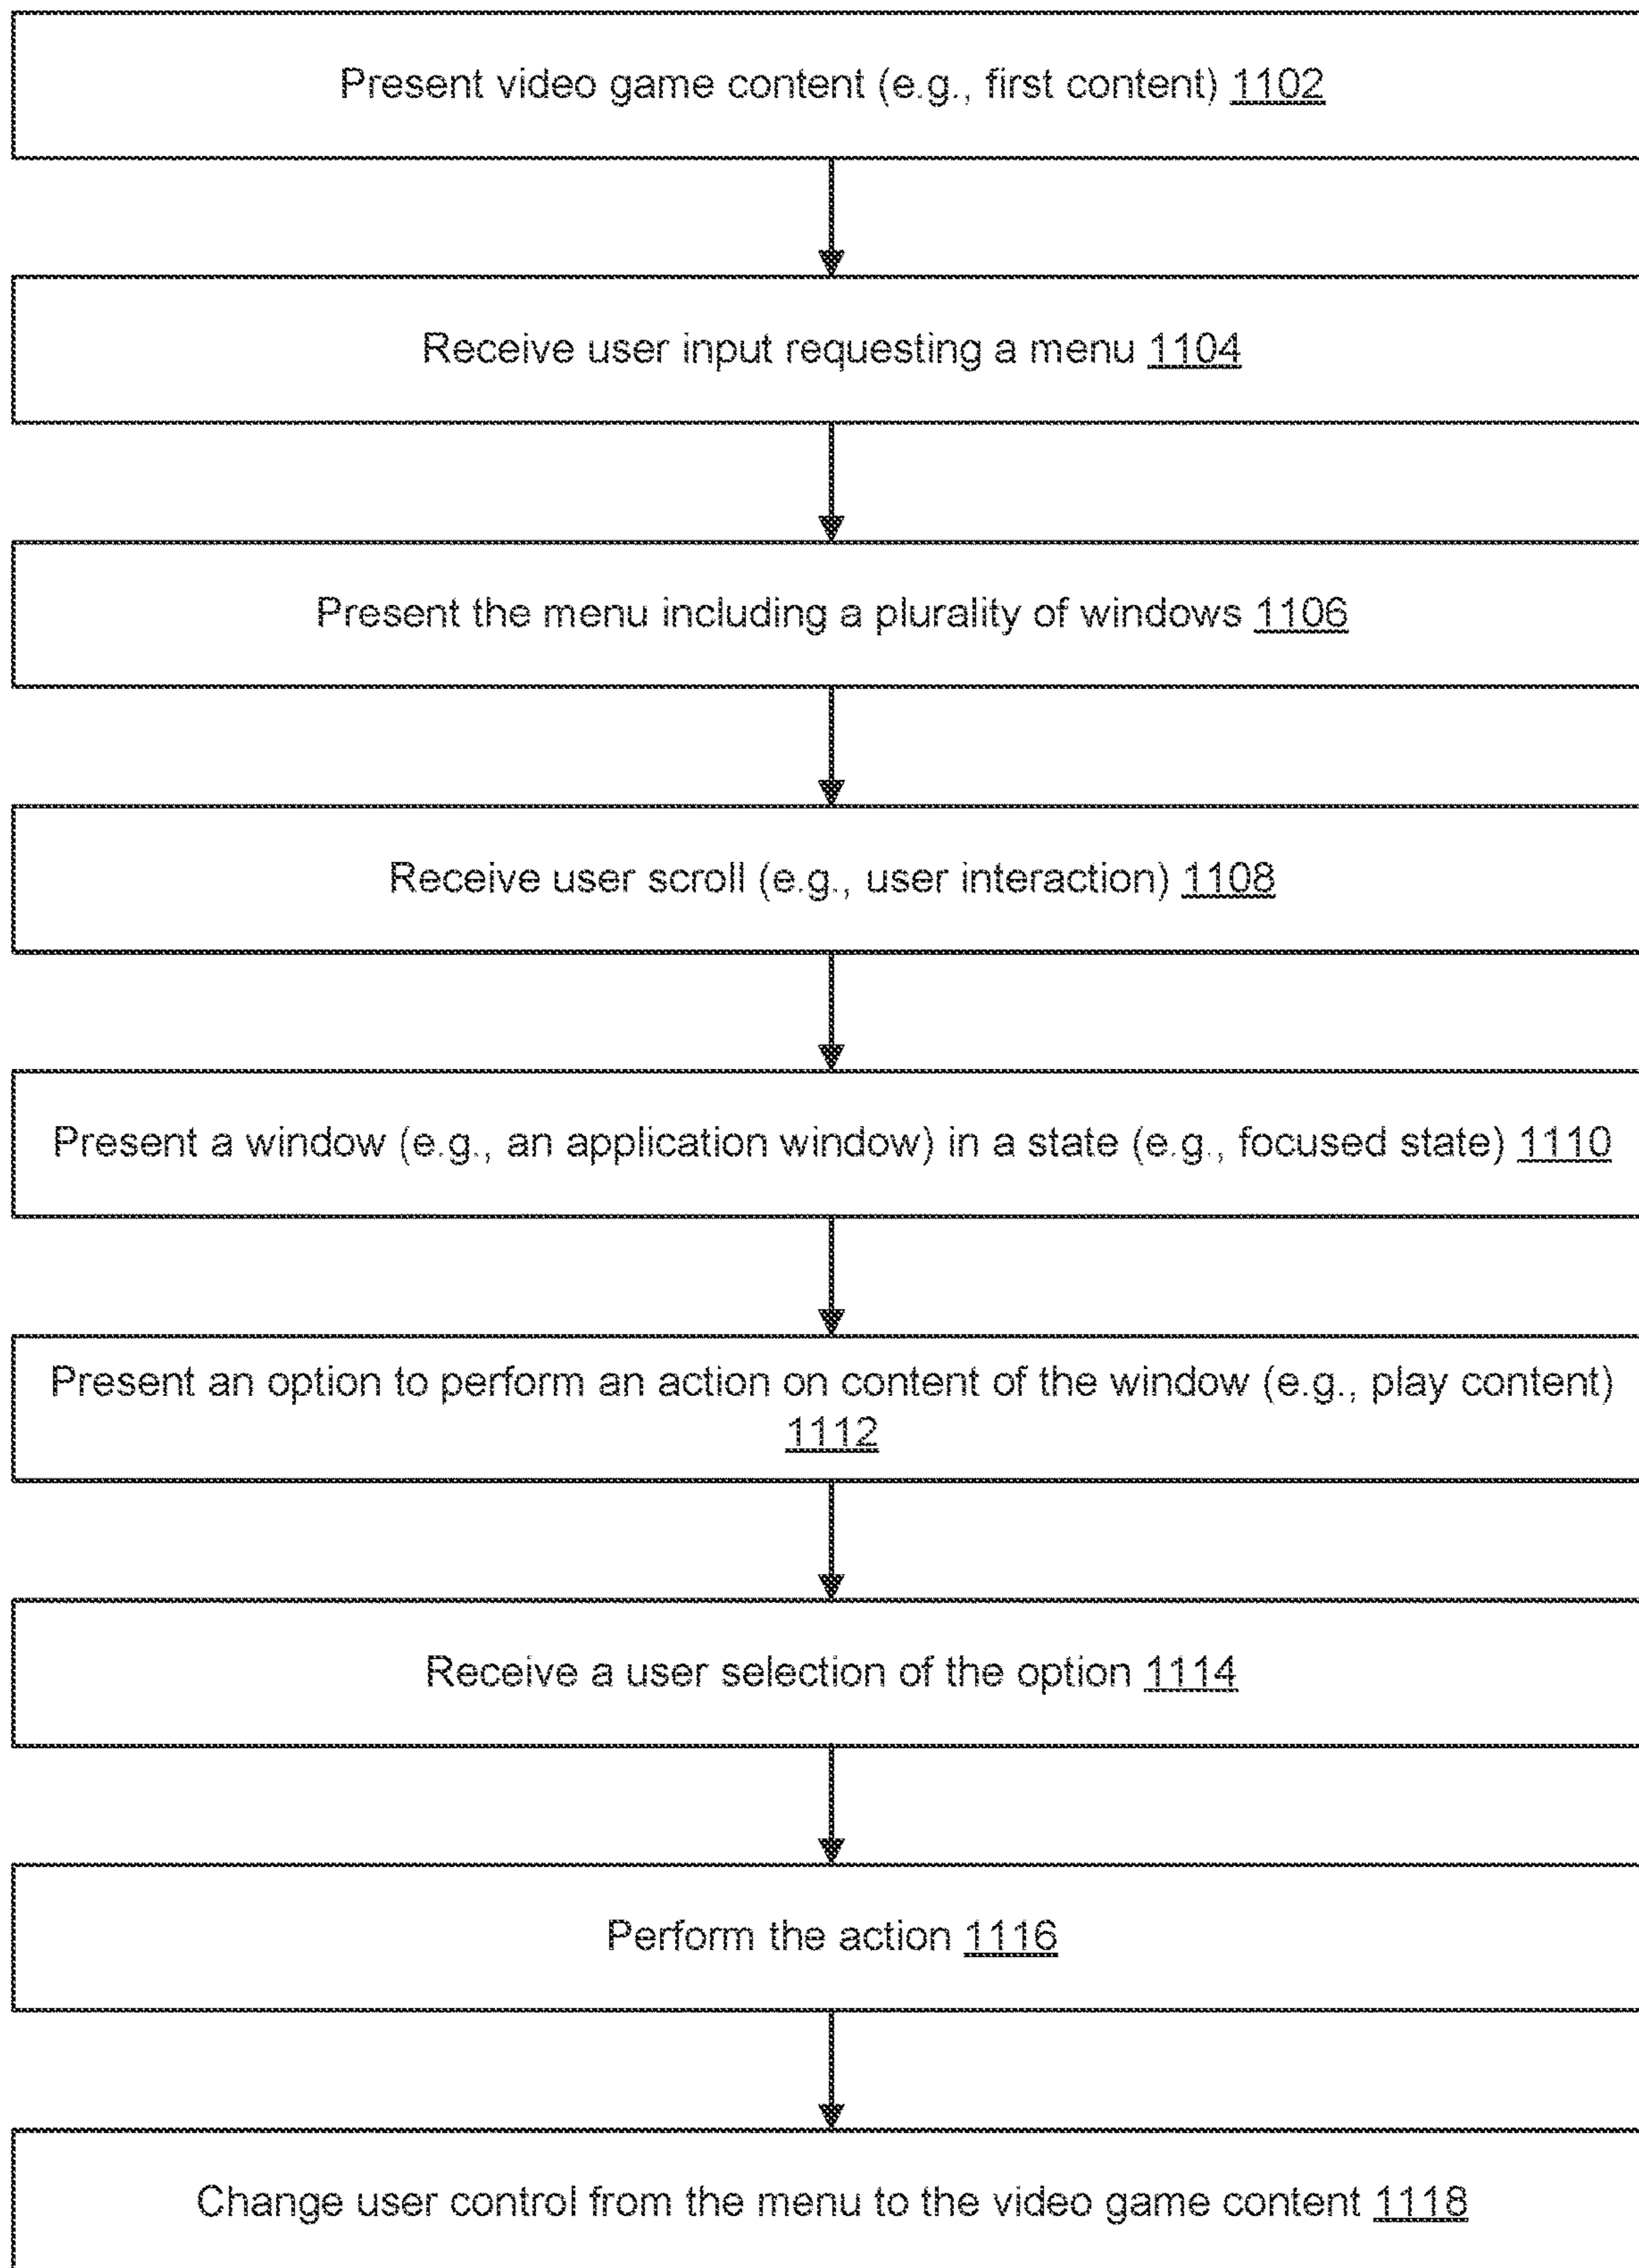 Present video game content (e.g., first content) 1102
Receive user input requesting a menu 1104
Present the menu including a plurality of windows 1106
Receive user scroll (e.g., user interaction) 1108
Present a window (e.g., an application window) in a state (e.g., focused state) 1110
Present an option to perform an action on content of the window (e.g., play content)
1112
Receive a user selection of the option 1114
Perform the action 1116
Change user control from the menu to the video game content 1118